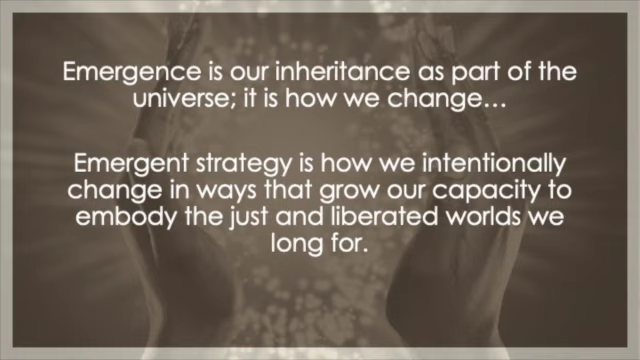 Emergence is our inheritance as part of the
universe; it is how we change…
Emergent strategy is how we intentionally
change in ways that grow our capacity to
embody the just and liberated worlds we
long for.